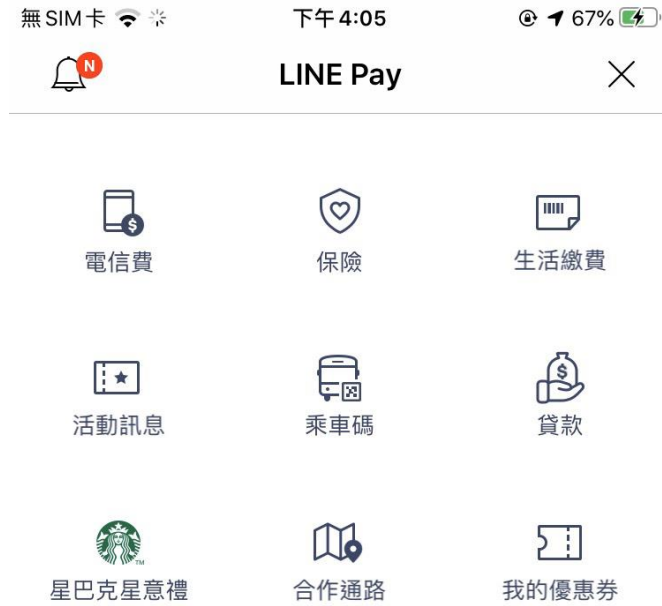 無SIM卡 下午4:05 67%
N LINE Pay
電信費 保險 生活繳費
活動訊息 乘車碼 貸款
TM
星巴克星意禮 合作通路 我的優惠券